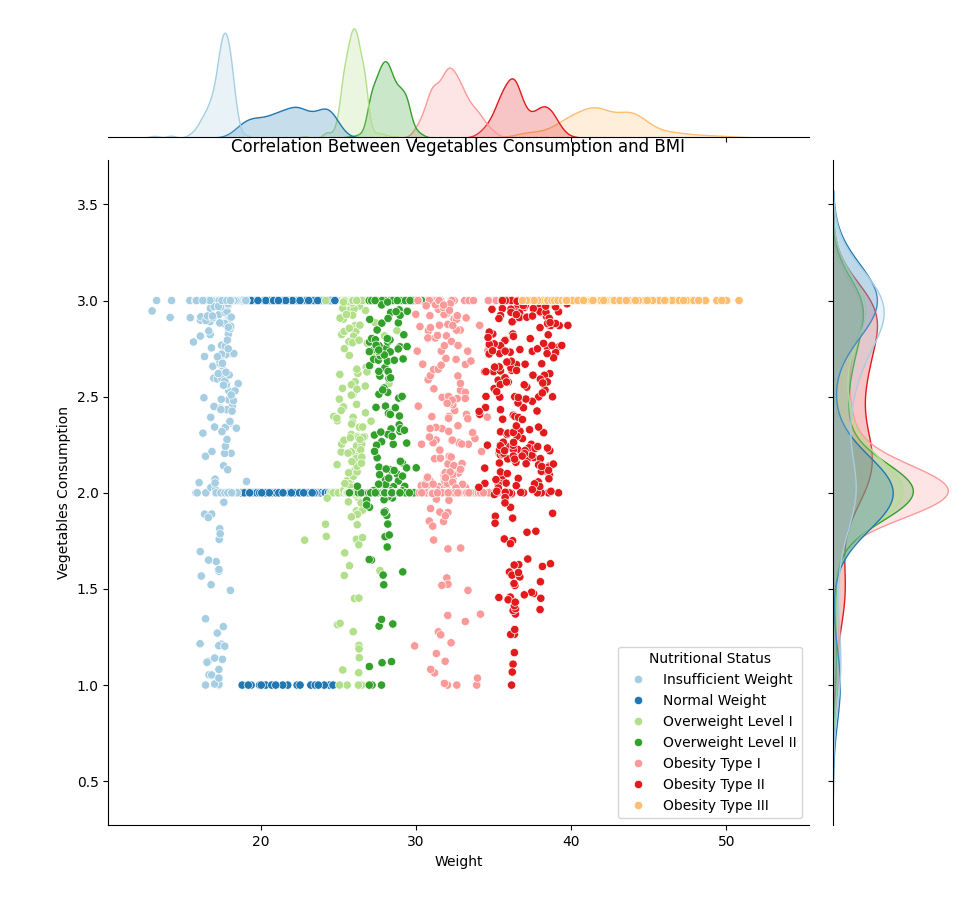 Correlation Between Vegetables Consumption and BMI
3.5
3.0
2.5
2.0
1.5
1.0
0.5
Vegetables Consumption
20
30
40
50
Weight
Nutritional Status
Insufficient Weight
Normal Weight
Overweight Level I
Overweight Level II
Obesity Type I
Obesity Type II
Obesity Type III